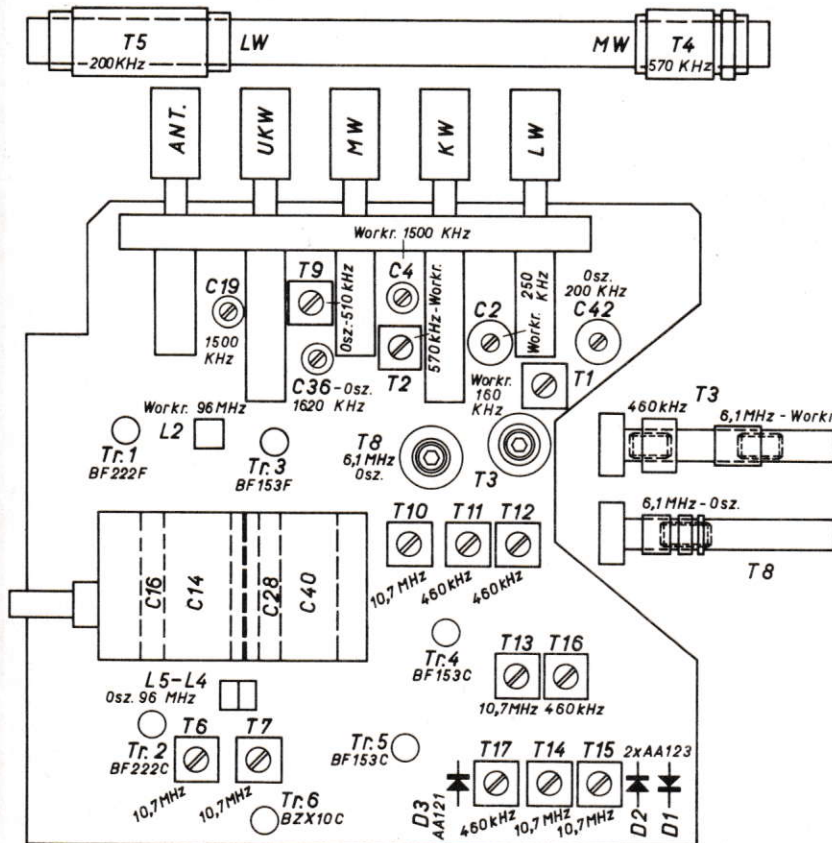 T5
200KHz
LW
MW
T4
570 KHz
ANT.
UKW
MW
KW
LW
Workr. 1500 KHz
C19
1500
KHz
T9
Osz.-510kHz
C4
570kHz-Workr.
C2
Workr. 250
KHz
Osz.
200 KHz
C42
C36-Osz.
1620 KHz
T2
Workr.
160
KHz
T1
Workr. 96MHz
L2
Tr.1
BF222F
Tr.3
BF153F
T8
6,1MHz
Osz.
T3
T3
460kHz
6,1MHz-Workr
6,1MHz-Osz.
T8
T10
T11
T12
10,7MHz
460kHz
460kHz
C16
C14
C28
C40
Tr.4
BF153C
T13
T16
10,7MHz
460kHz
L5-L4
Osz. 96 MHz
Tr.2
BF222C
T6
T7
10,7MHz
10,7MHz
Tr.5
BF153C
Tr.6
BZX10C
D3
AA121
T17
T14
T15
2xAA123
460kHz
10,7MHz
10,7MHz
D2
D1